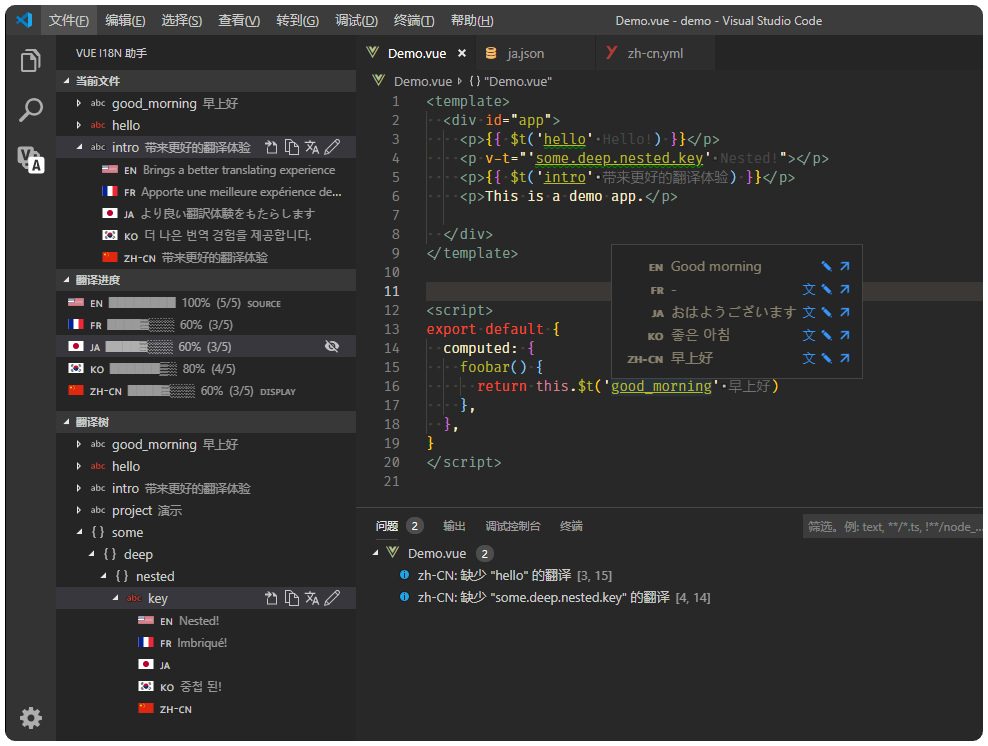 文件(F) 编辑(E) 选择(S) 查看(V) 转到(G) 调试(D) 终端(T) 帮助(H) Demo.vue - demo - Visual Studio Code
VUE I18N 助手
当前文件
abc good_morning 早上好
abc hello
abc intro 带来更好的翻译体验
EN Brings a better translating experience
FR Apporte une meilleure expérience de...
JA より良い翻訳体験をもたらします
KO 더 나은 번역 경험을 제공합니다.
ZH-CN 带来更好的翻译体验
翻译进度
EN 100% (5/5) SOURCE
FR 60% (3/5)
JA 60% (3/5)
KO 80% (4/5)
ZH-CN 60% (3/5) DISPLAY
翻译树
abc good_morning 早上好
abc hello
abc intro 带来更好的翻译体验
abc project 演示
{ } some
{ } deep
{ } nested
abc key
EN Nested!
FR Imbriqué!
JA
KO 중첩 된!
ZH-CN
Demo.vue × ja.json zh-cn.yml
Demo.vue › { } "Demo.vue"
1 <template>
2 <div id="app">
3 <p>{{ $t('hello'·Hello!) }}</p>
4 <p v-t="'some.deep.nested.key'·Nested!"></p>
5 <p>{{ $t('intro'·带来更好的翻译体验) }}</p>
6 <p>This is a demo app.</p>
7
8 </div>
9 </template>
10
11
12 <script>
13 export default {
14 computed: {
15 foobar() {
16 return this.$t('good_morning'·早上好)
17 },
18 },
19 }
20 </script>
21
EN Good morning
FR -
文
JA おはようございます 文
KO 좋은 아침 文
ZH-CN 早上好 文
问题 2 输出 调试控制台 终端 筛选。例: text, **/*.ts, !**/node_...
Demo.vue 2
zh-CN: 缺少 "hello" 的翻译 [3, 15]
zh-CN: 缺少 "some.deep.nested.key" 的翻译 [4, 14]